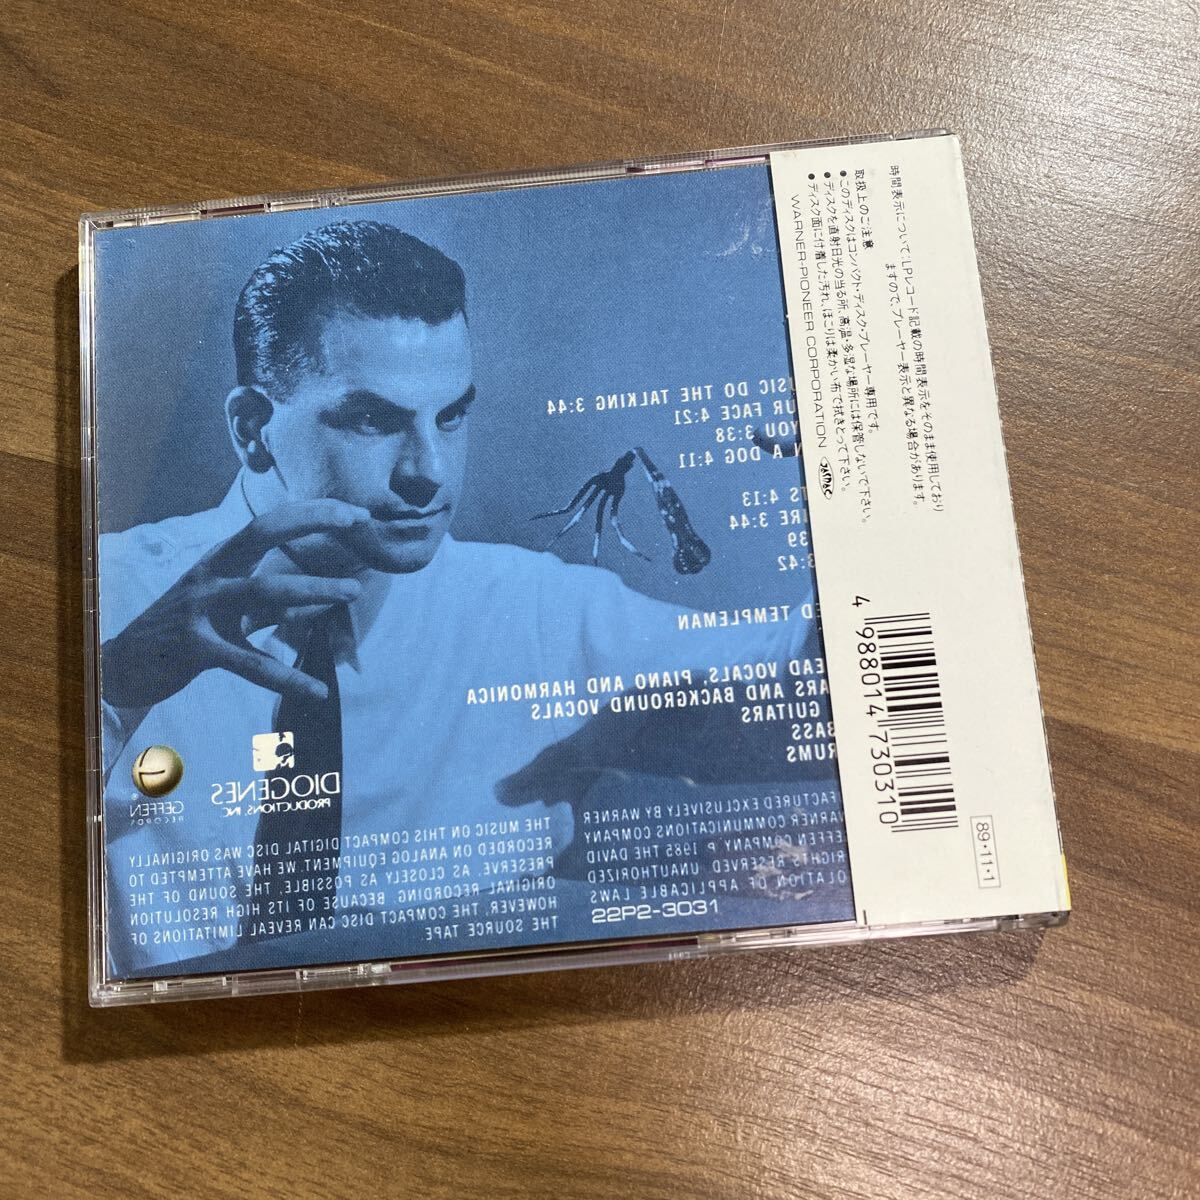 時間表示について:LPレコード記載の時間表示をそのまま使用しており
ますので、プレーヤー表示と異なる場合があります。
取扱上のご注意
●このディスクはコンパクト・ディスク・プレーヤー専用です。
●ディスクを直射日光の当る所、高温・多湿な場所には保管しないで下さい。
●ディスク面に付着した汚れ、ほこりは柔かい布で拭きとって下さい。
WARNER-PIONEER CORPORATION
JASRAC
4 988014 730310
89・11・1
USIC DO THE TALKING 3:44
UR FACE 4:21
YOU 3:38
N A DOG 4:11
TS 4:13
IRE 3:44
39
3:42
ED TEMPLEMAN
EAD VOCALS, PIANO AND HARMONICA
ARS AND BACKGROUND VOCALS
GUITARS
BASS
RUMS
GEFFEN
RECORDS
DIOGENES
PRODUCTIONS, INC.
FACTURED EXCLUSIVELY BY WARNER
ARNER COMMUNICATIONS COMPANY
EFFEN COMPANY. P 1985 THE DAVID
RIGHTS RESERVED. UNAUTHORIZED
OLATION OF APPLICABLE LAWS
22P2-3031
THE MUSIC ON THIS COMPACT DIGITAL DISC WAS ORIGINALLY
RECORDED ON ANALOG EQUIPMENT. WE HAVE ATTEMPTED TO
PRESERVE, AS CLOSELY AS POSSIBLE, THE SOUND OF THE
ORIGINAL RECORDING. BECAUSE OF ITS HIGH RESOLUTION
HOWEVER, THE COMPACT DISC CAN REVEAL LIMITATIONS OF
THE SOURCE TAPE.